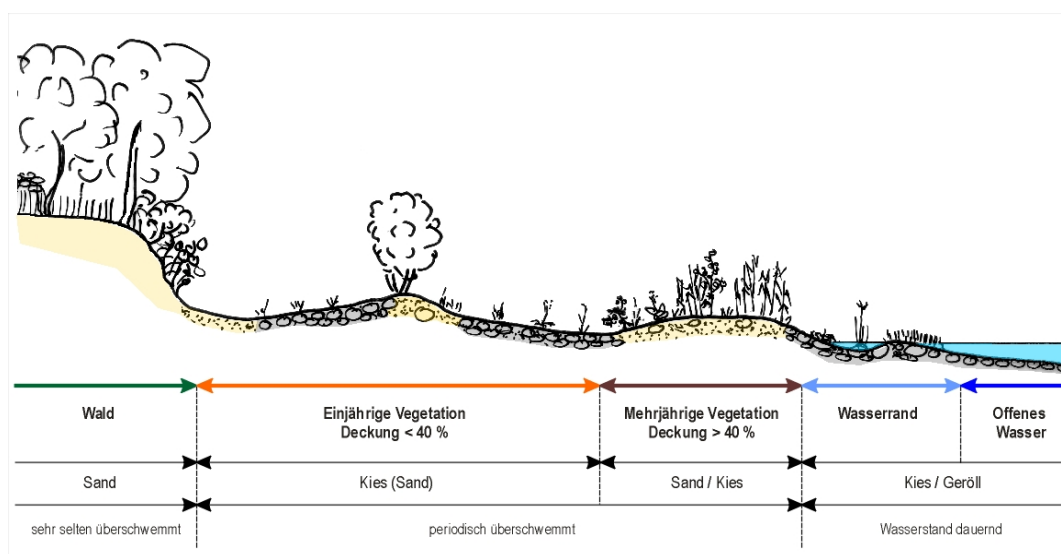 Wald
Einjährige Vegetation
Deckung < 40 %
Mehrjährige Vegetation
Deckung > 40 %
Wasserrand
Offenes
Wasser
Sand
Kies (Sand)
Sand / Kies
Kies / Geröll
sehr selten überschwemmt
periodisch überschwemmt
Wasserstand dauernd